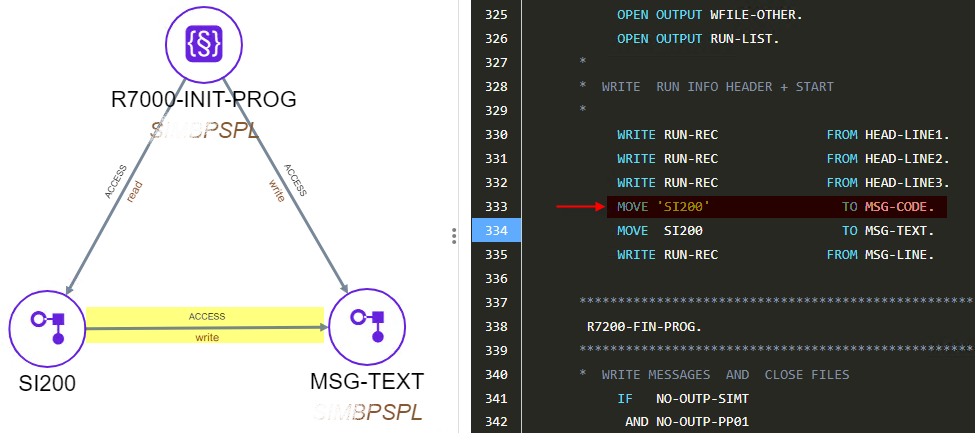 R7000-INIT-PROG
SIMBPSPL
ACCESS
read
ACCESS
write
ACCESS
write
SI200
MSG-TEXT
SIMBPSPL
325 OPEN OUTPUT WFILE-OTHER.
326 OPEN OUTPUT RUN-LIST.
327 *
328 * WRITE RUN INFO HEADER + START
329 *
330 WRITE RUN-REC FROM HEAD-LINE1.
331 WRITE RUN-REC FROM HEAD-LINE2.
332 WRITE RUN-REC FROM HEAD-LINE3.
333 MOVE 'SI200' TO MSG-CODE.
334 MOVE SI200 TO MSG-TEXT.
335 WRITE RUN-REC FROM MSG-LINE.
336
337 ***************************************************
338 R7200-FIN-PROG.
339 ***************************************************
340 * WRITE MESSAGES AND CLOSE FILES
341 IF NO-OUTP-SIMT
342 AND NO-OUTP-PP01